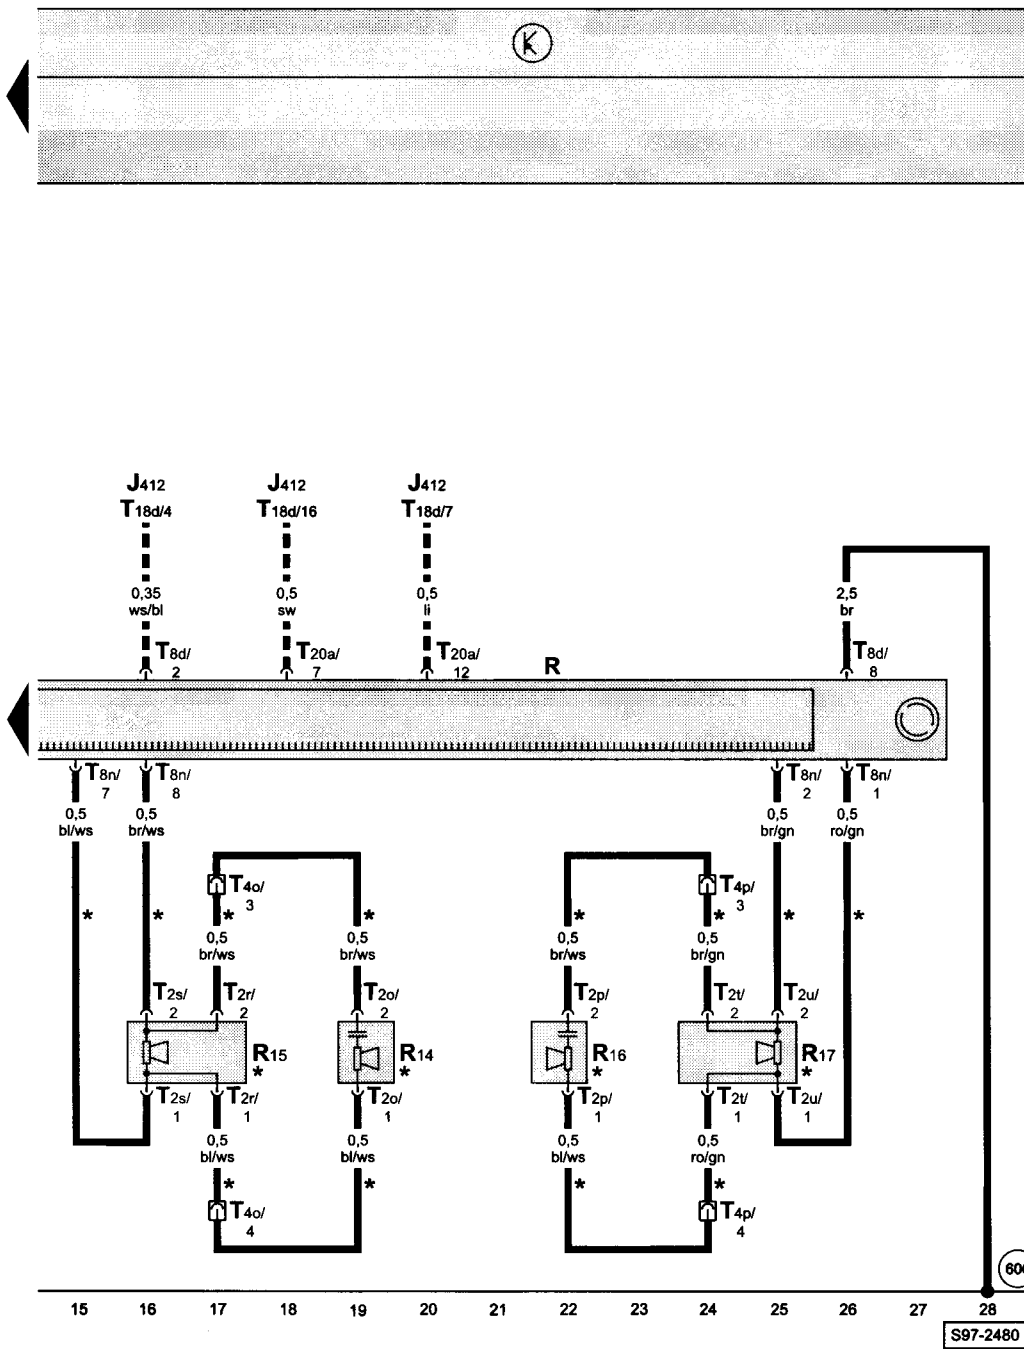 K
J412 J412 J412
T18d/4 T18d/16 T18d/7
0,35 0,5 0,5 2,5
ws/bl sw li br
T8d/ T20a/ T20a/ R T8d/
2 7 12 8
T8n/ T8n/ T8n/ T8n/
7 8 2 1
0,5 0,5 0,5 0,5
bl/ws br/ws br/gn ro/gn
T4o/ T4p/
3 3
* * * * * * * *
0,5 0,5 0,5 0,5
br/ws br/ws br/ws br/gn
T2s/ T2r/ T2o/ T2p/ T2t/ T2u/
2 2 2 2 2 2
R15 R14 R16 R17
* * * *
T2s/ T2r/ T2o/ T2p/ T2t/ T2u/
1 1 1 1 1 1
0,5 0,5 0,5 0,5
bl/ws bl/ws bl/ws ro/gn
* * * *
T4o/ T4p/
4 4
15 16 17 18 19 20 21 22 23 24 25 26 27 28
S97-2480